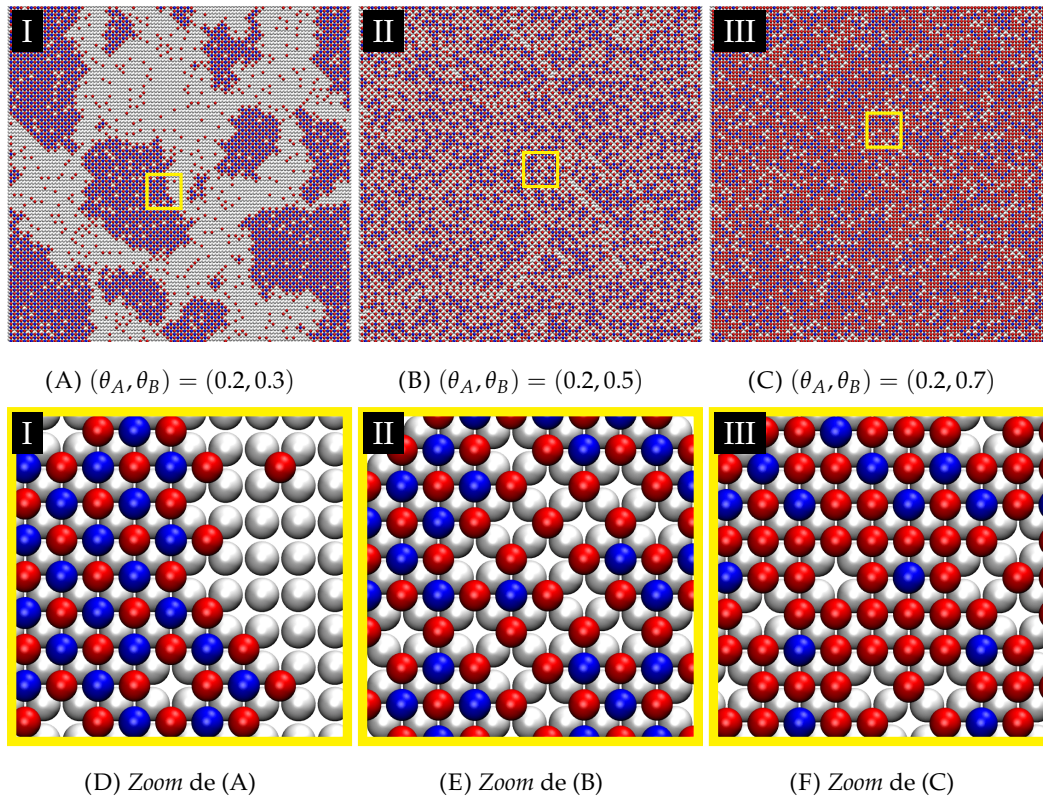 I II III
(A) (θ_A, θ_B) = (0.2, 0.3) (B) (θ_A, θ_B) = (0.2, 0.5) (C) (θ_A, θ_B) = (0.2, 0.7)
I II III
(D) Zoom de (A) (E) Zoom de (B) (F) Zoom de (C)